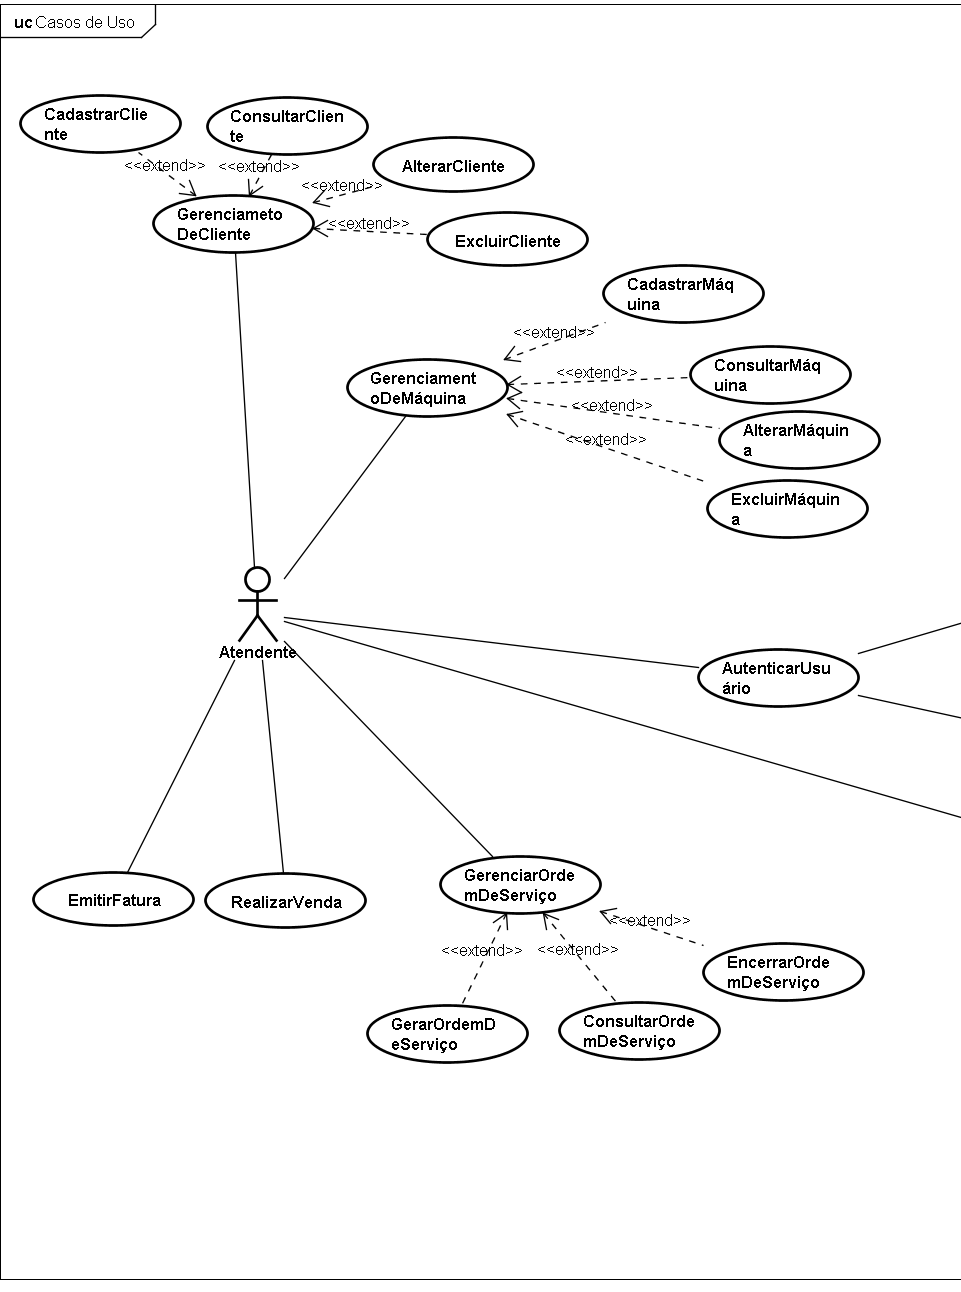 uc Casos de Uso
CadastrarClie
nte
ConsultarClien
te
AlterarCliente
<<extend>>
<<extend>>
<<extend>>
Gerenciameto
DeCliente
<<extend>>
ExcluirCliente
CadastrarMáq
uina
<<extend>>
ConsultarMáq
uina
<<extend>>
Gerenciament
oDeMáquina
<<extend>>
AlterarMáquin
a
<<extend>>
ExcluirMáquin
a
Atendente
AutenticarUsu
ário
EmitirFatura
RealizarVenda
GerenciarOrde
mDeServiço
<<extend>>
<<extend>>
<<extend>>
EncerrarOrde
mDeServiço
GerarOrdemD
eServiço
ConsultarOrde
mDeServiço